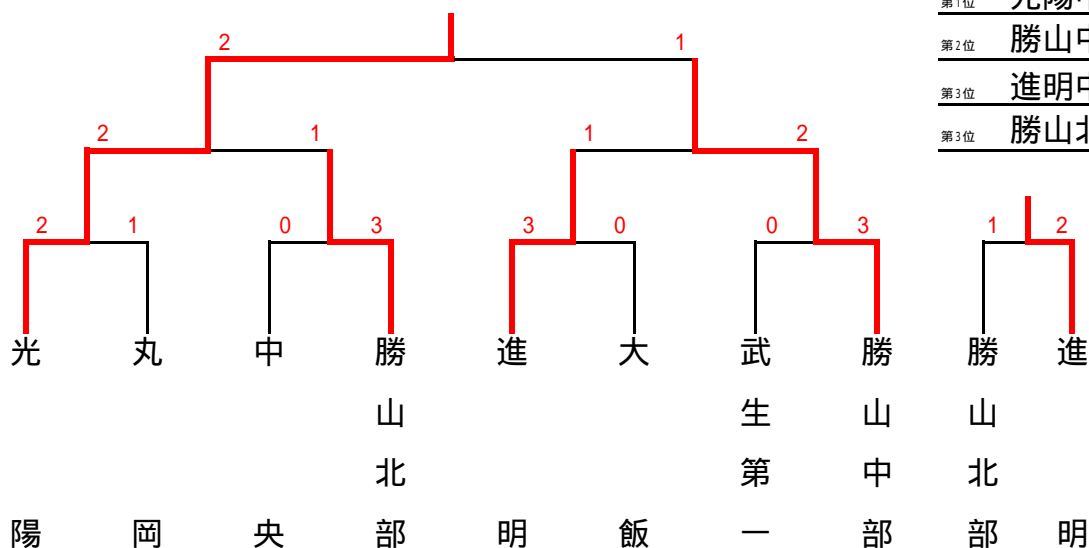 第1位 光陽中
第2位 勝山中
第3位 進明中
第3位 勝山北
2 1
2 1 1 2
2 1 0 3 3 0 0 3 1 2
光陽
丸岡
中央
勝山北部
進明
大飯
武生第一
勝山中部
勝山北部
進明